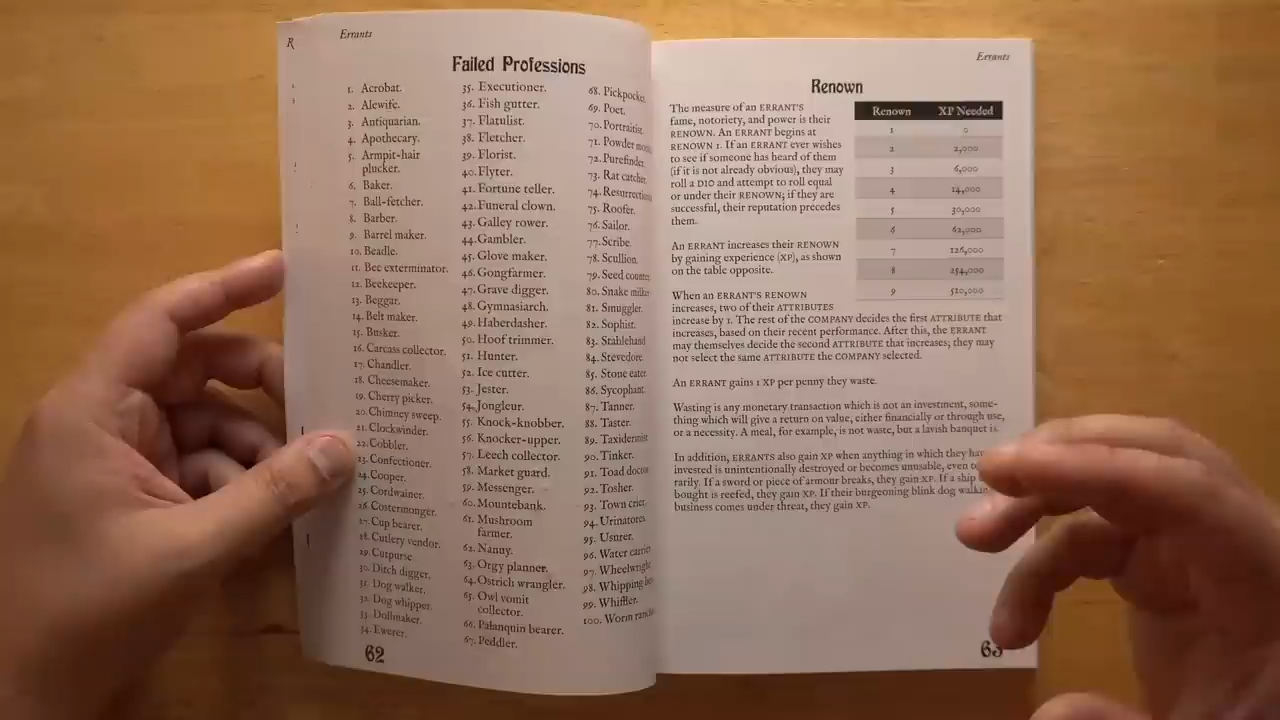 R
Errants
Failed Professions
1. Acrobat.
2. Alewife.
3. Antiquarian.
4. Apothecary.
5. Armpit-hair
plucker.
6. Baker.
7. Ball-fetcher.
8. Barber.
9. Barrel maker.
10. Beadle.
11. Bee exterminator.
12. Beekeeper.
13. Beggar.
14. Belt maker.
15. Busker.
16. Carcass collector.
17. Chandler.
18. Cheesemaker.
19. Cherry picker.
20. Chimney sweep.
21. Clockwinder.
22. Cobbler.
23. Confectioner.
24. Cooper.
25. Cordwainer.
26. Costermonger.
27. Cup bearer.
28. Cutlery vendor.
29. Cutpurse
30. Ditch digger.
31. Dog walker.
32. Dog whipper.
33. Dollmaker.
34. Ewerer.
35. Executioner.
36. Fish gutter.
37. Flatulist.
38. Fletcher.
39. Florist.
40. Flyter.
41. Fortune teller.
42. Funeral clown.
43. Galley rower.
44. Gambler.
45. Glove maker.
46. Gongfarmer.
47. Grave digger.
48. Gymnasiarch.
49. Haberdasher.
50. Hoof trimmer.
51. Hunter.
52. Ice cutter.
53. Jester.
54. Jongleur.
55. Knock-knobber.
56. Knocker-upper.
57. Leech collector.
58. Market guard.
59. Messenger.
60. Mountebank.
61. Mushroom
farmer.
62. Nanny.
63. Orgy planner.
64. Ostrich wrangler.
65. Owl vomit
collector.
66. Palanquin bearer.
67. Peddler.
68. Pickpocket.
69. Poet.
70. Portraitist.
71. Powder
72. Purefinder.
73. Rat catcher.
74.
75. Roofer.
76. Sailor.
77. Scribe.
78. Scullion.
79. Seed
80. Snake
81. Smuggler.
82. Sophist.
83.
84. Stevedore.
85. Stone eater.
86. Sycophant.
87. Tanner.
88. Taster.
89. Taxidermist
90. Tinker.
91. Toad
92. Tosher.
93. Town crier.
94.
95. Usurer.
96. Water
97.
98. Whipping
99. Whiffler.
100. Worm
62
Errants
Renown
The measure of an ERRANT'S
fame, notoriety, and power is their
RENOWN. An ERRANT begins at
RENOWN 1. If an ERRANT ever wishes
to see if someone has heard of them
(if it is not already obvious), they may
roll a D10 and attempt to roll equal
or under their RENOWN; if they are
successful, their reputation precedes
them.
An ERRANT increases their RENOWN
by gaining experience (XP), as shown
on the table opposite.
Renown XP Needed
1 0
2 2,000
3 6,000
4 14,000
5 30,000
6 62,000
7 126,000
8 254,000
9 510,000
When an ERRANT'S RENOWN
increases, two of their ATTRIBUTES
increase by 1. The rest of the COMPANY decides the first ATTRIBUTE that
increases, based on their recent performance. After this, the ERRANT
may themselves decide the second ATTRIBUTE that increases; they may
not select the same ATTRIBUTE the COMPANY selected.
An ERRANT gains 1 XP per penny they waste.
Wasting is any monetary transaction which is not an investment, some-
thing which will give a return on value, either financially or through use,
or a necessity. A meal, for example, is not waste, but a lavish banquet is.
In addition, ERRANTS also gain XP when anything in which they have
invested is unintentionally destroyed or becomes unusable, even
rarily. If a sword or piece of armour breaks, they gain XP. If a ship
bought is reefed, they gain XP. If their burgeoning blink dog
business comes under threat, they gain XP.
63